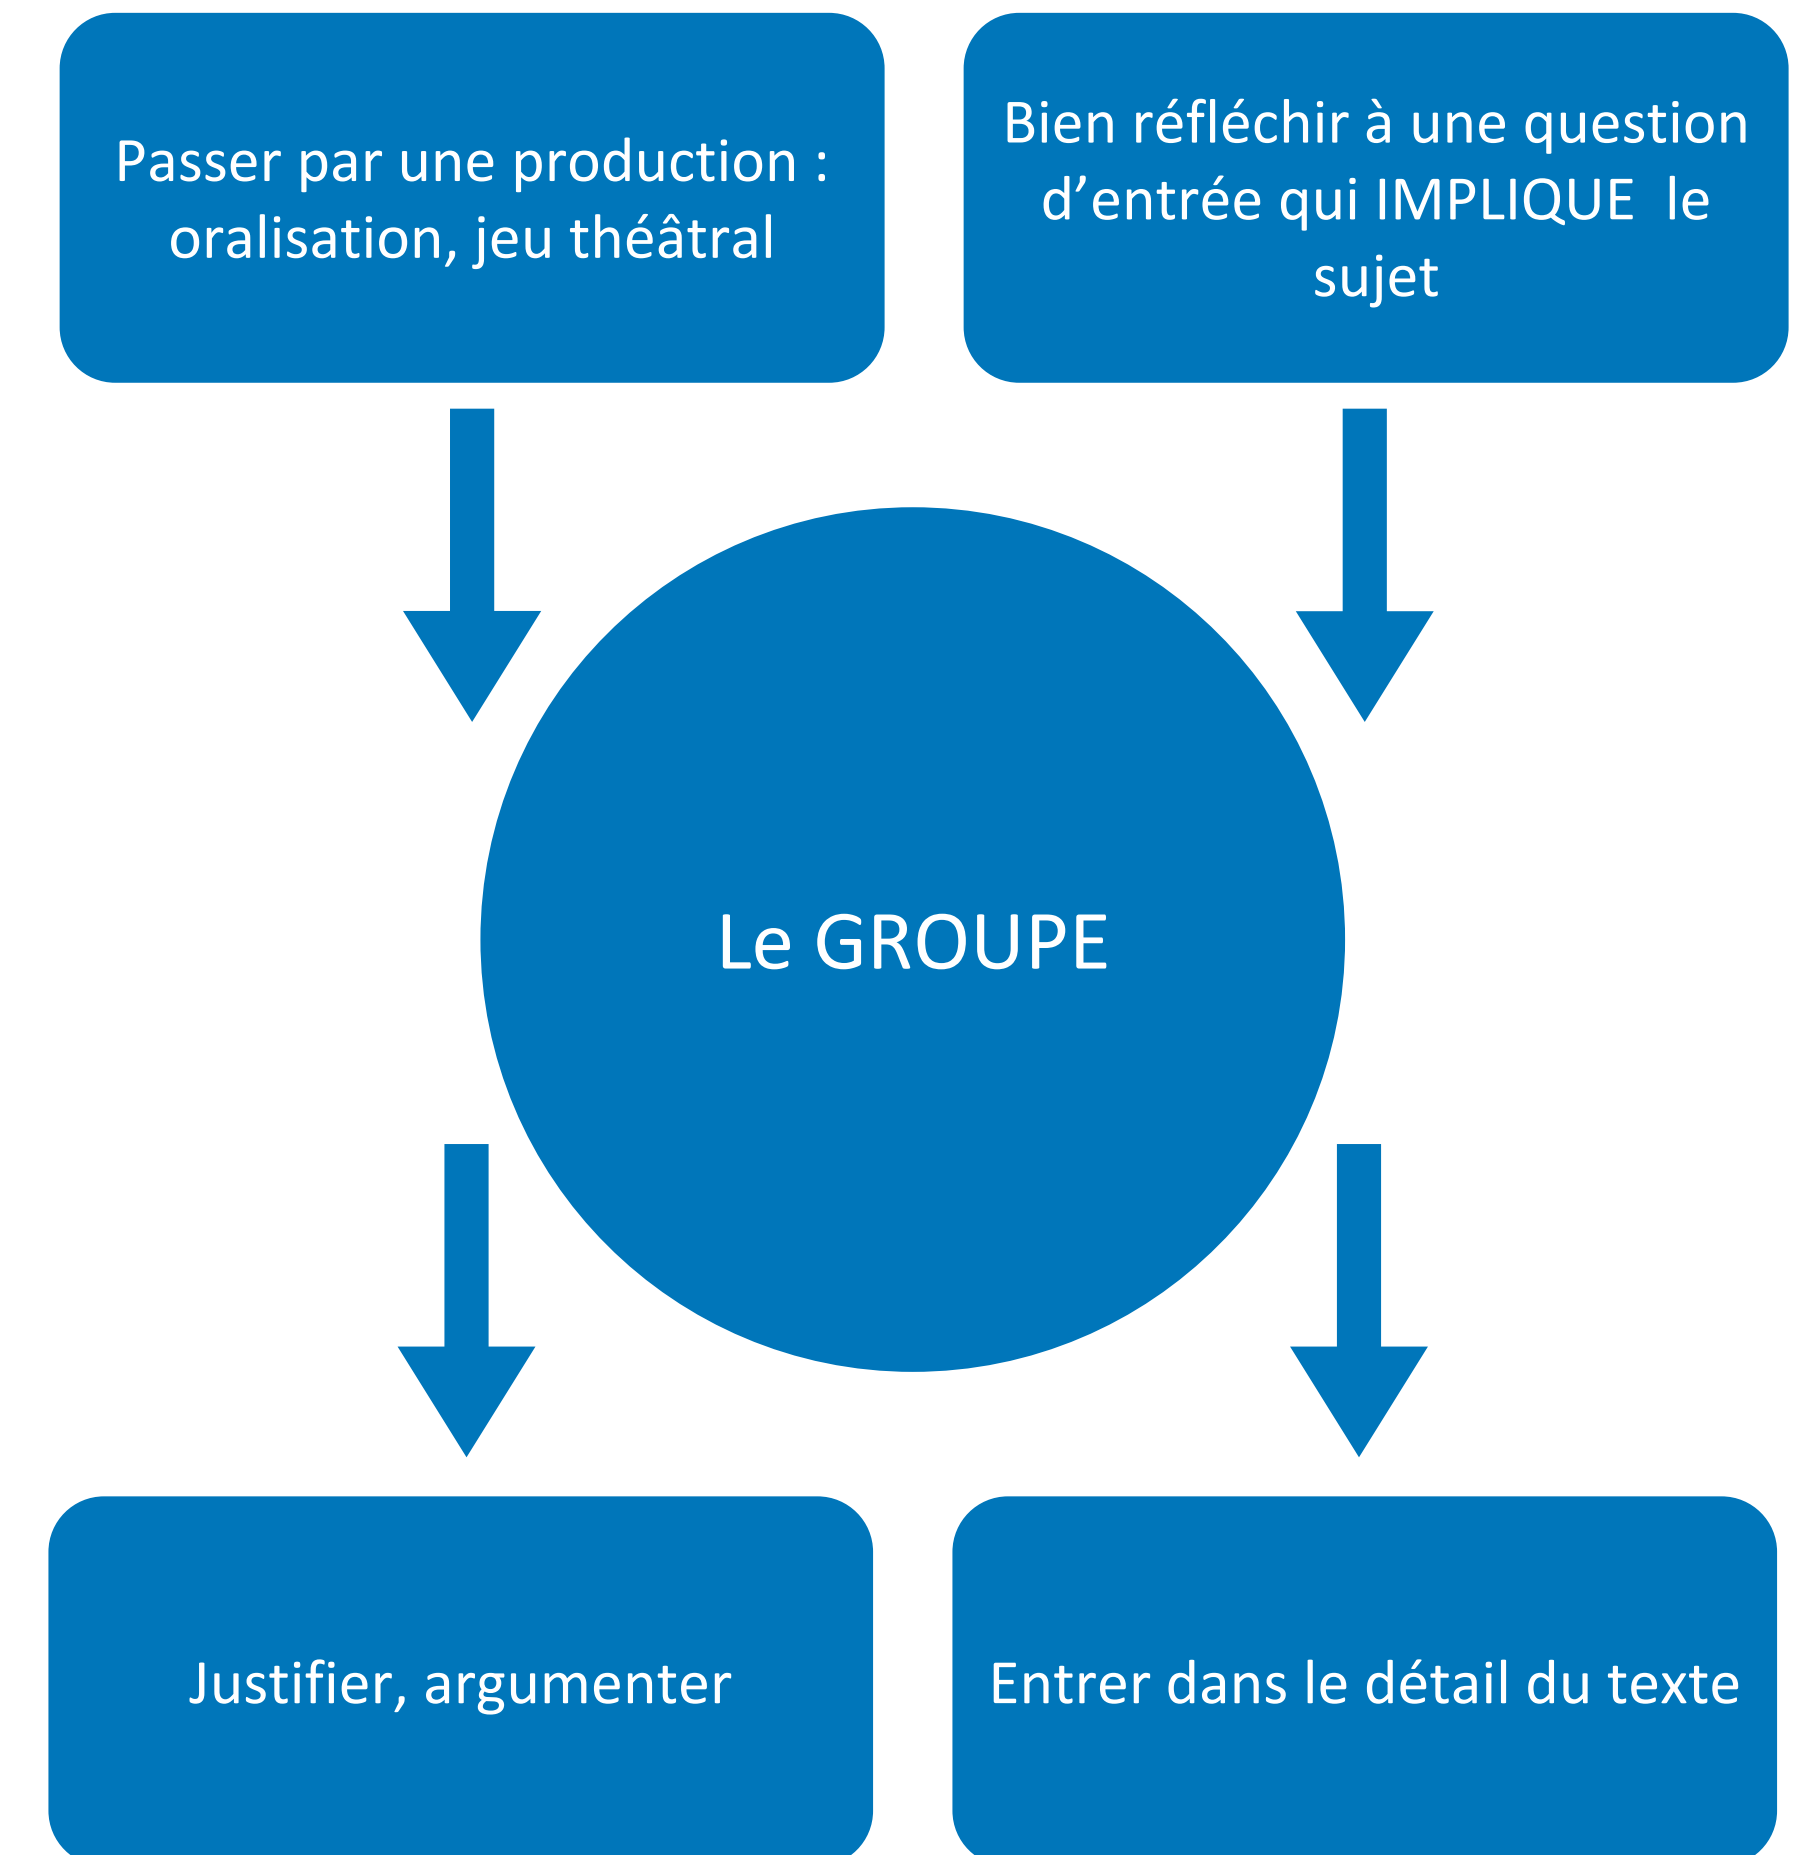 Passer par une production :
oralisation, jeu théâtral
Bien réfléchir à une question
d’entrée qui IMPLIQUE  le
sujet
Le GROUPE
Justifier, argumenter
Entrer dans le détail du texte